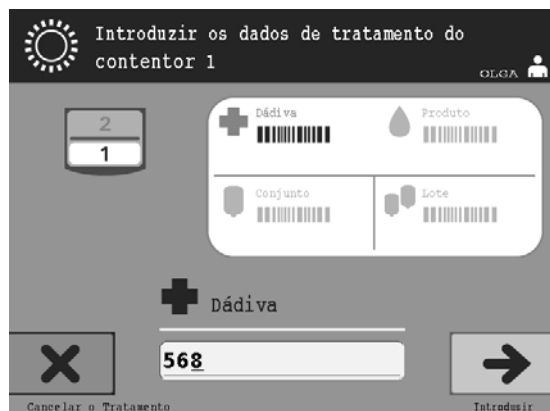 Introduzir os dados de tratamento do
contentor 1
OLGA
2
1
Dádiva
Produto
Conjunto
Lote
Dádiva
568
Cancelar o Tratamento
Introdusir